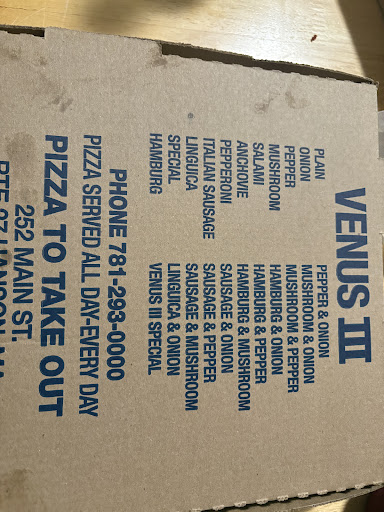 VENUS III
PLAIN
ONION
PEPPER
MUSHROOM
SALAMI
ANCHOVIE
PEPPERONI
ITALIAN SAUSAGE
LINGUICA
SPECIAL
HAMBURG
PEPPER & ONION
MUSHROOM & ONION
MUSHROOM & PEPPER
HAMBURG & ONION
HAMBURG & PEPPER
HAMBURG & MUSHROOM
SAUSAGE & ONION
SAUSAGE & PEPPER
SAUSAGE & MUSHROOM
LINGUICA & ONION
VENUS III SPECIAL
PHONE 781-293-0000
PIZZA SERVED ALL DAY-EVERY DAY
PIZZA TO TAKE OUT
252 MAIN ST.
RTE 27